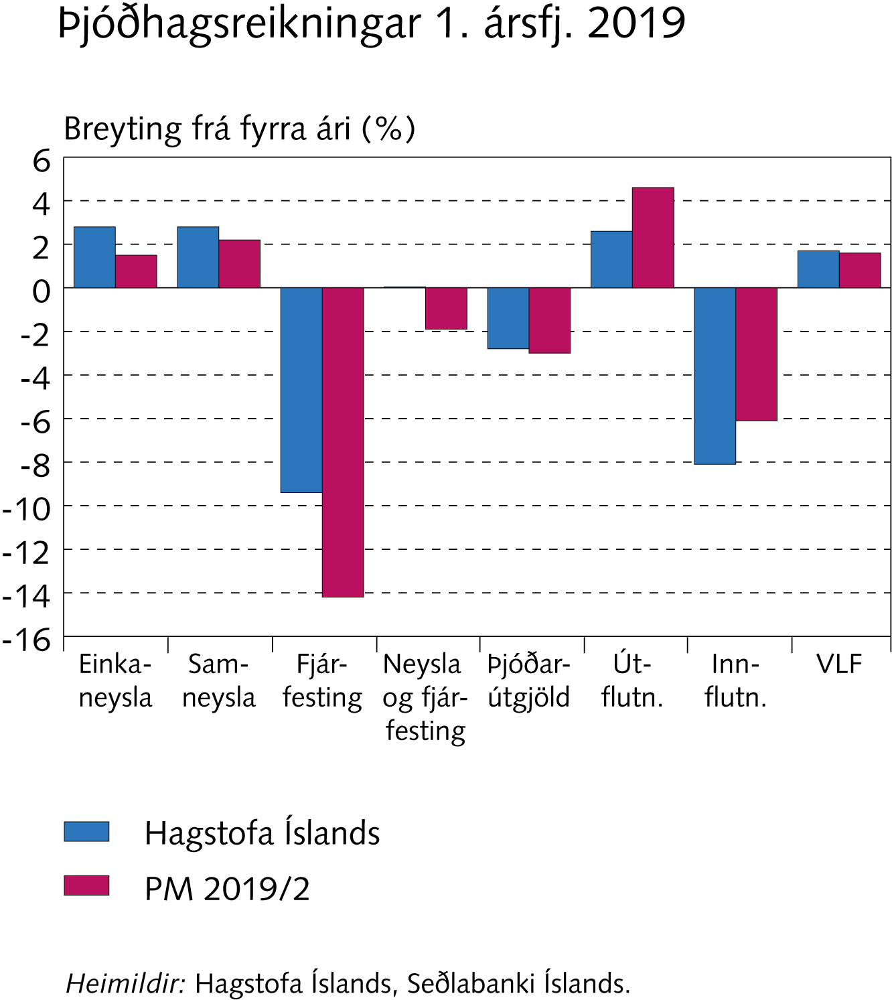 Þjóðhagsreikningar 1. ársfj. 2019
Breyting frá fyrra ári (%)
6
4
2
0
-2
-4
-6
-8
-10
-12
-14
-16
Einka-
neysla
Sam-
neysla
Fjár-
festing
Neysla
og fjár-
festing
Þjóðar-
útgjöld
Út-
flutn.
Inn-
flutn.
VLF
Hagstofa Íslands
PM 2019/2
Heimildir: Hagstofa Íslands, Seðlabanki Íslands.